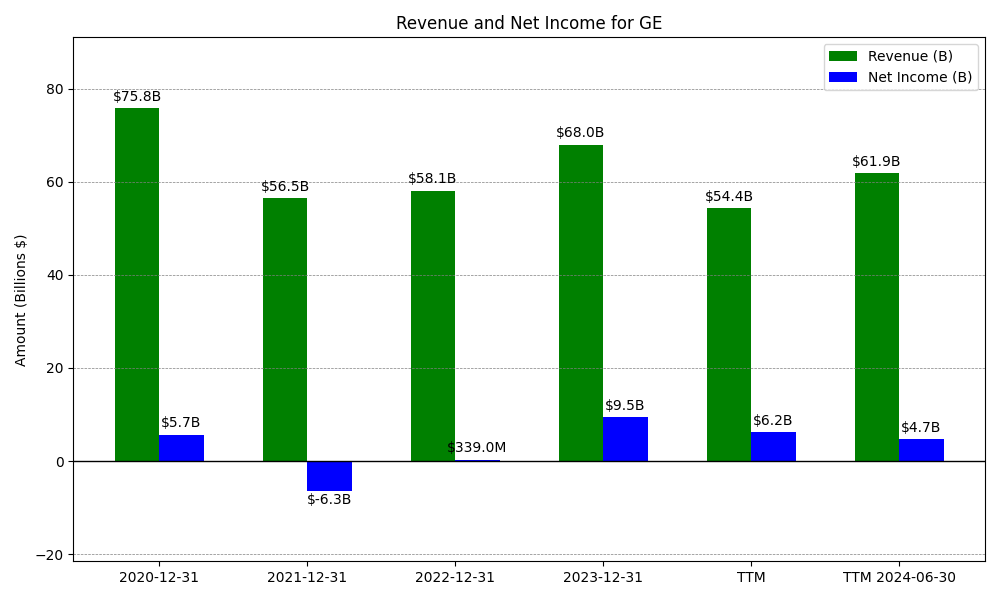 Revenue and Net Income for GE
Revenue (B)
Net Income (B)
Amount (Billions $)
80
60
40
20
0
−20
$75.8B
$56.5B
$58.1B
$68.0B
$54.4B
$61.9B
$5.7B
$-6.3B
$339.0M
$9.5B
$6.2B
$4.7B
2020-12-31
2021-12-31
2022-12-31
2023-12-31
TTM
TTM 2024-06-30